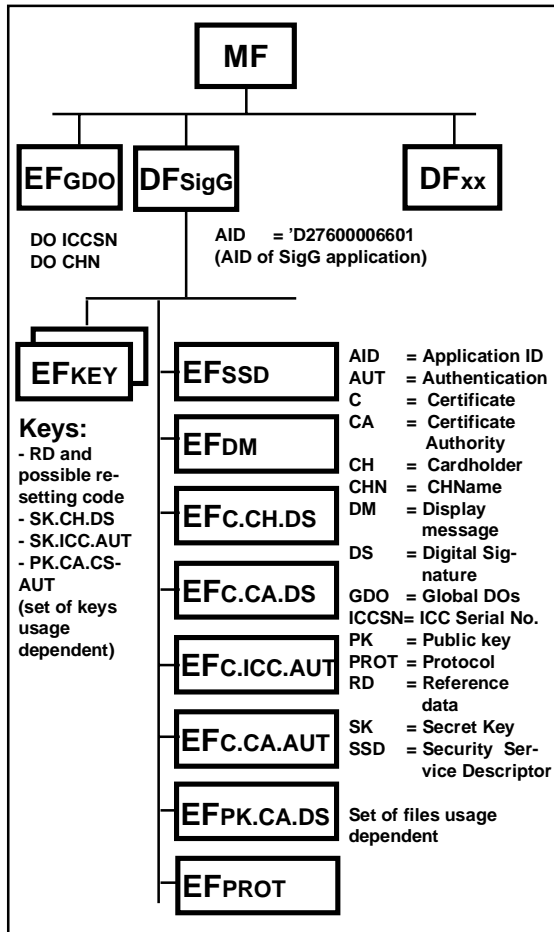 MF
EFGDO
DFSigG
DFxx
DO ICCSN
DO CHN
AID = 'D27600006601
(AID of SigG application)
EFKEY
Keys:
- RD and
possible re-
setting code
- SK.CH.DS
- SK.ICC.AUT
- PK.CA.CS-
AUT
(set of keys
usage
dependent)
EFSSD
EFDM
EFC.CH.DS
EFC.CA.DS
EFC.ICC.AUT
EFC.CA.AUT
EFPK.CA.DS
EFPROT
AID = Application ID
AUT = Authentication
C = Certificate
CA = Certificate
Authority
CH = Cardholder
CHN = CHName
DM = Display
message
DS = Digital Sig-
nature
GDO = Global DOs
ICCSN= ICC Serial No.
PK = Public key
PROT = Protocol
RD = Reference
data
SK = Secret Key
SSD = Security Ser-
vice Descriptor
Set of files usage
dependent